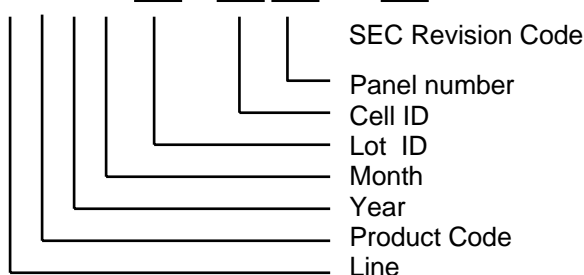 SEC Revision Code
Panel number
Cell ID
Lot  ID
Month
Year
Product Code
Line